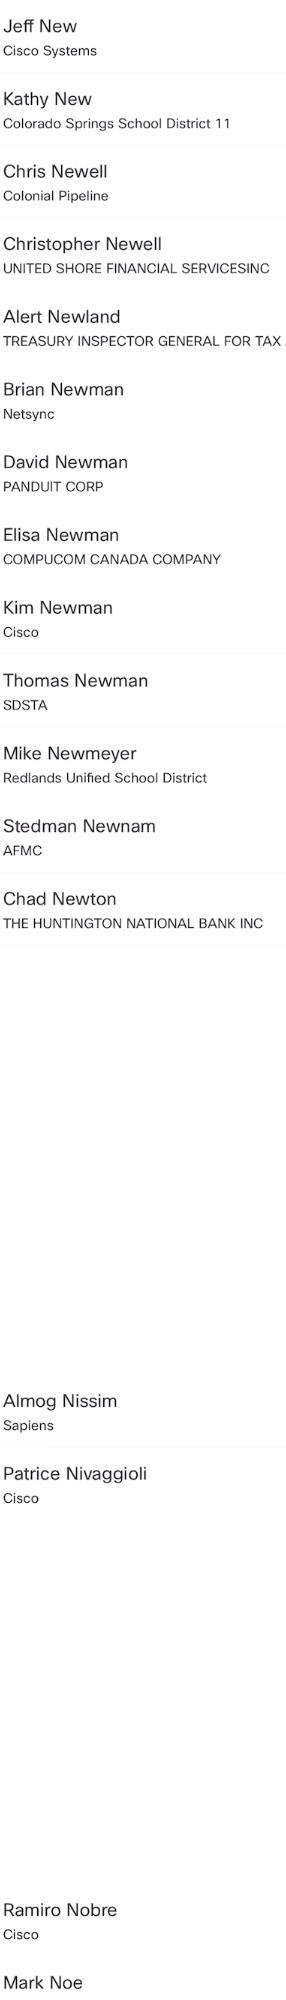 Jeff New
Cisco Systems
Kathy New
Colorado Springs School District 11
Chris Newell
Colonial Pipeline
Christopher Newell
UNITED SHORE FINANCIAL SERVICESINC
Alert Newland
TREASURY INSPECTOR GENERAL FOR TAX
Brian Newman
Netsync
David Newman
PANDUIT CORP
Elisa Newman
COMPUCOM CANADA COMPANY
Kim Newman
Cisco
Thomas Newman
SDSTA
Mike Newmeyer
Redlands Unified School District
Stedman Newnam
AFMC
Chad Newton
THE HUNTINGTON NATIONAL BANK INC
Almog Nissim
Sapiens
Patrice Nivaggioli
Cisco
Ramiro Nobre
Cisco
Mark Noe